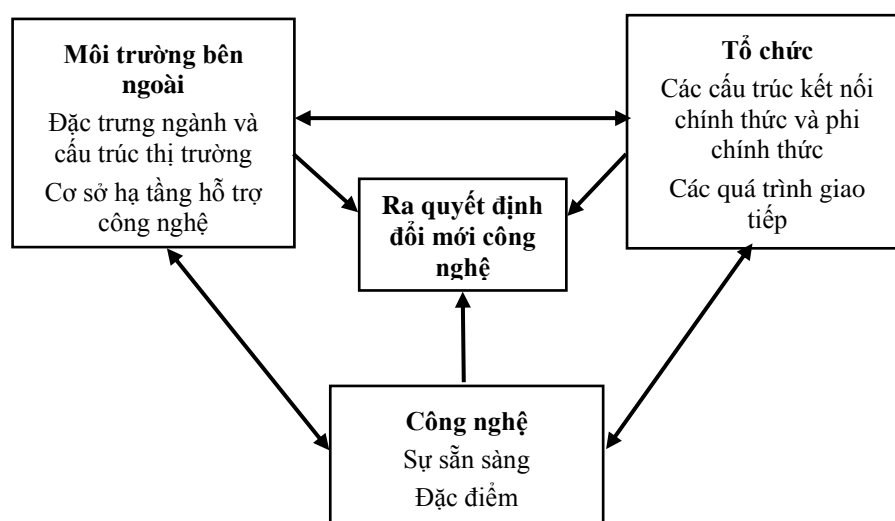 Môi trường bên
ngoài
Đặc trưng ngành và
cấu trúc thị trường
Cơ sở hạ tầng hỗ trợ
công nghệ
Tổ chức
Các cấu trúc kết nối
chính thức và phi
chính thức
Các quá trình giao
tiếp
Ra quyết định
đổi mới công
nghệ
Công nghệ
Sự sẵn sàng
Đặc điểm